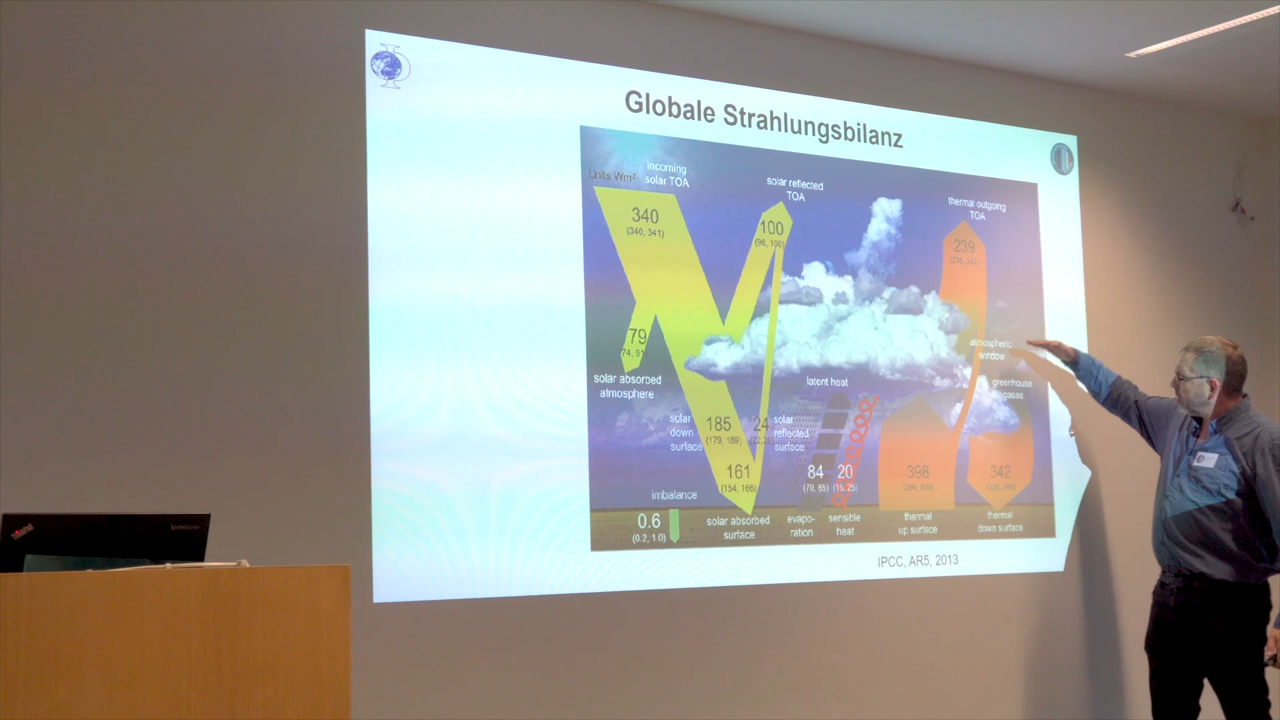 Globale Strahlungsbilanz
Units Wm²
incoming
solar TOA
340
(340, 341)
solar reflected
TOA
100
(96, 100)
thermal outgoing
TOA
239
79
solar absorbed
atmosphere
atmospheric
window
latent heat
greenhouse
gases
solar
down
surface
185
(179, 189)
24
solar
reflected
surface
161
(154, 166)
84
(70, 85)
20
(15, 25)
398
342
imbalance
0.6
(0.2, 1.0)
solar absorbed
surface
evapo-
ration
sensible
heat
thermal
up surface
thermal
down surface
IPCC, AR5, 2013